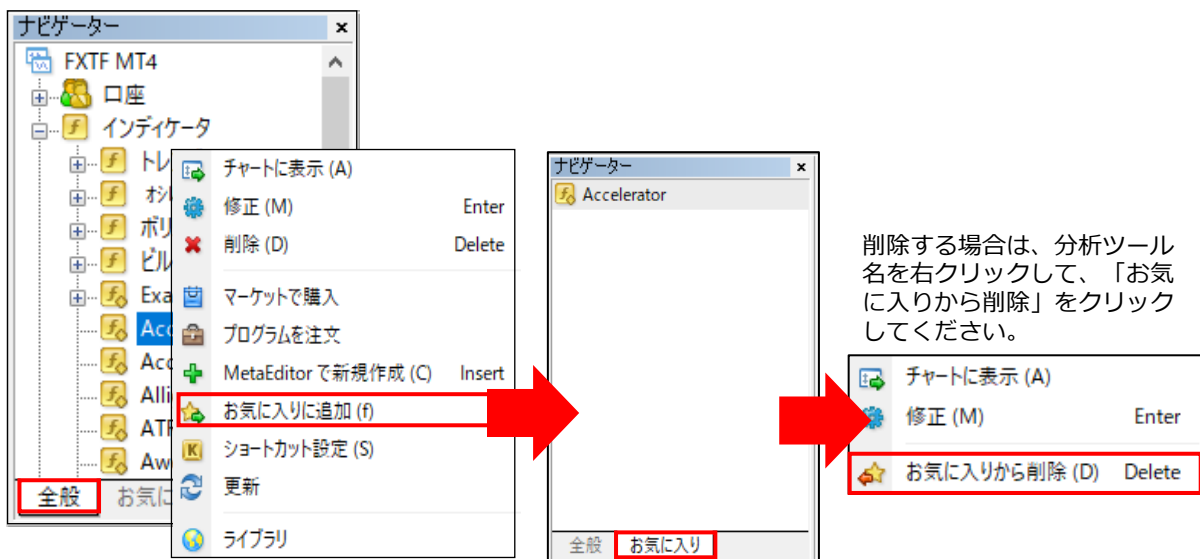 ナビゲーター
FXTF MT4
口座
インディケータ
トレ
ｵｼ
ボリ
ビル
Exa
Acc
Acc
Alli
ATR
Aw
全般 お気に
チャートに表示 (A)
修正 (M) Enter
削除 (D) Delete
マーケットで購入
プログラムを注文
MetaEditor で新規作成 (C) Insert
お気に入りに追加 (f)
ショートカット設定 (S)
更新
ライブラリ
ナビゲーター
Accelerator
全般 お気に入り
削除する場合は、分析ツール
名を右クリックして、「お気
に入りから削除」をクリック
してください。
チャートに表示 (A)
修正 (M) Enter
お気に入りから削除 (D) Delete